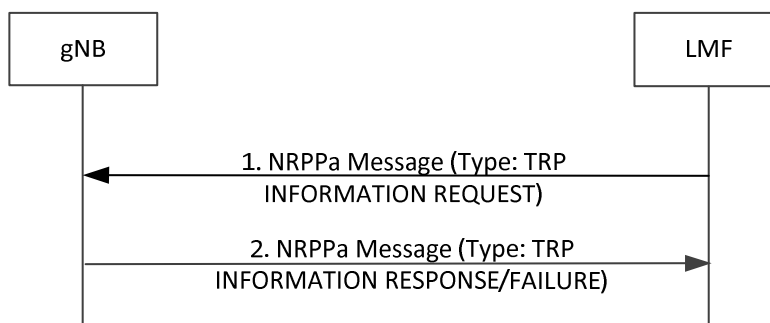 gNB
LMF
1. NRPPa Message (Type: TRP
INFORMATION REQUEST)
2. NRPPa Message (Type: TRP
INFORMATION RESPONSE/FAILURE)